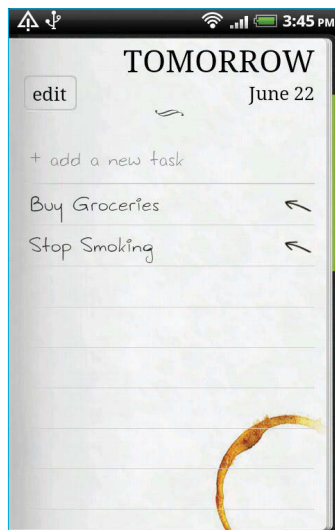 3:45 PM
TOMORROW
edit
June 22
+ add a new task
Buy Groceries
Stop Smoking